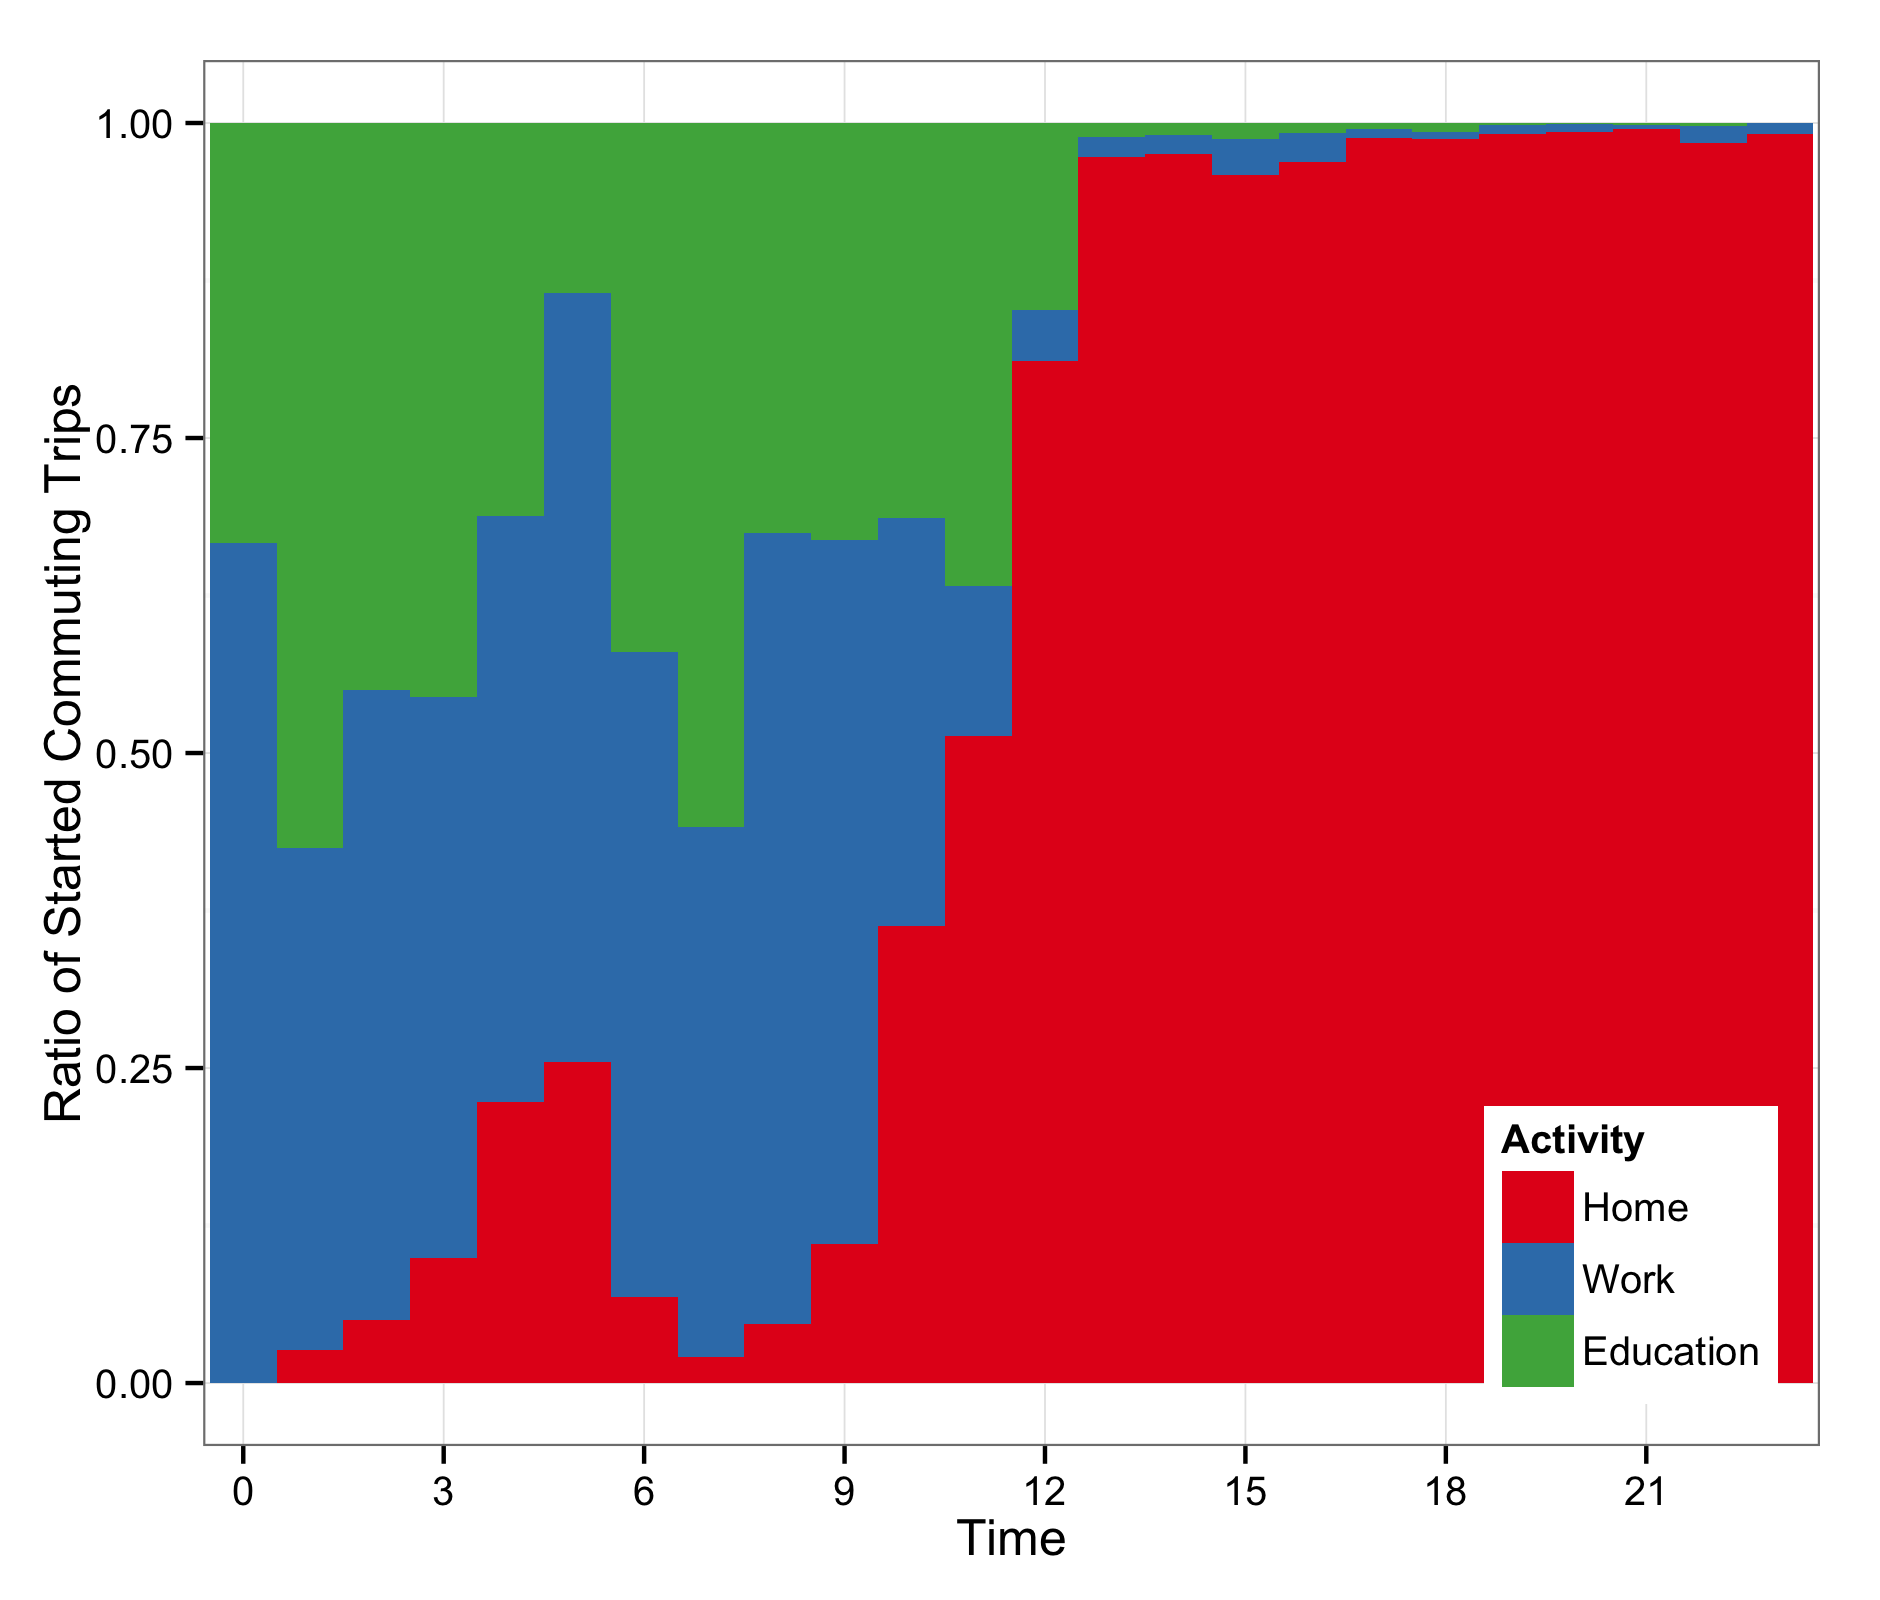 Ratio of Started Commuting Trips
1.00
0.75
0.50
0.25
0.00
0 3 6 9 12 15 18 21
Time
Activity
Home
Work
Education